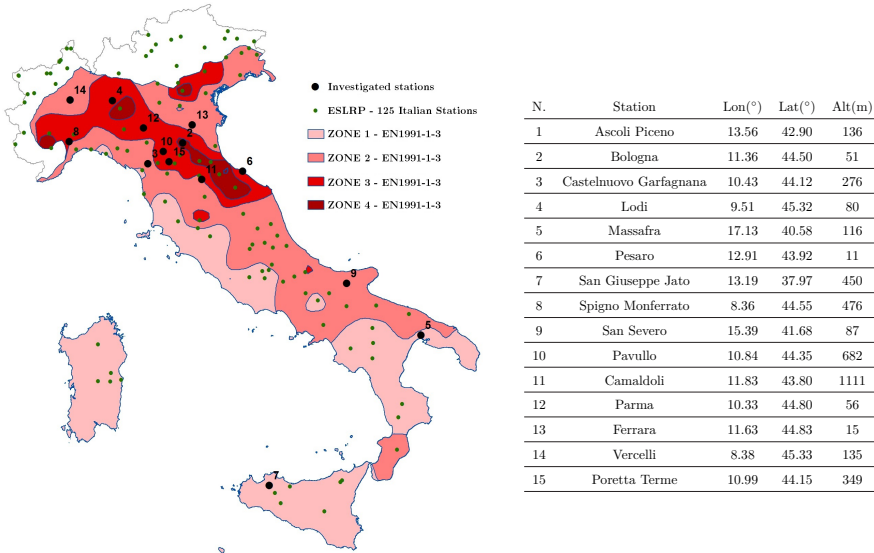 14
4
12
13
2
10
8
3
15
6
11
9
5
7
Investigated stations
ESLRP - 125 Italian Stations
ZONE 1 - EN1991-1-3
ZONE 2 - EN1991-1-3
ZONE 3 - EN1991-1-3
ZONE 4 - EN1991-1-3
N. Station Lon(°) Lat(°) Alt(m)
1 Ascoli Piceno 13.56 42.90 136
2 Bologna 11.36 44.50 51
3 Castelnuovo Garfagnana 10.43 44.12 276
4 Lodi 9.51 45.32 80
5 Massafra 17.13 40.58 116
6 Pesaro 12.91 43.92 11
7 San Giuseppe Jato 13.19 37.97 450
8 Spigno Monferrato 8.36 44.55 476
9 San Severo 15.39 41.68 87
10 Pavullo 10.84 44.35 682
11 Camaldoli 11.83 43.80 1111
12 Parma 10.33 44.80 56
13 Ferrara 11.63 44.83 15
14 Vercelli 8.38 45.33 135
15 Poretta Terme 10.99 44.15 349